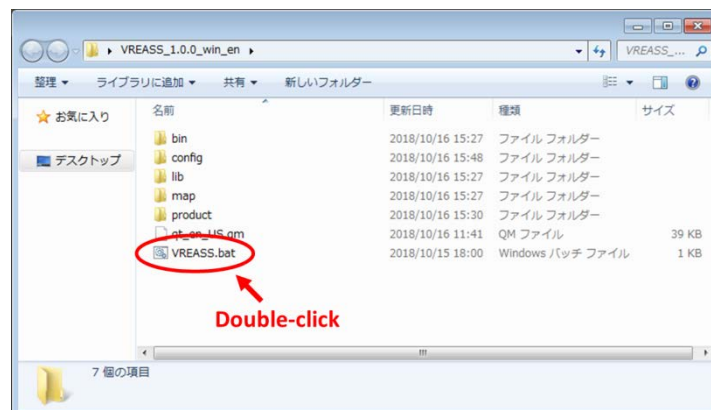 VREASS_1.0.0_win_en
VREASS_...
整理 ライブラリに追加 共有 新しいフォルダー
お気に入り
デスクトップ
名前 更新日時 種類 サイズ
bin 2018/10/16 15:27 ファイル フォルダー
config 2018/10/16 15:48 ファイル フォルダー
lib 2018/10/16 15:27 ファイル フォルダー
map 2018/10/16 15:27 ファイル フォルダー
product 2018/10/16 15:30 ファイル フォルダー
qt_en_US.qm 2018/10/16 11:41 QM ファイル 39 KB
VREASS.bat 2018/10/15 18:00 Windows バッチ ファイル 1 KB
Double-click
7 個の項目